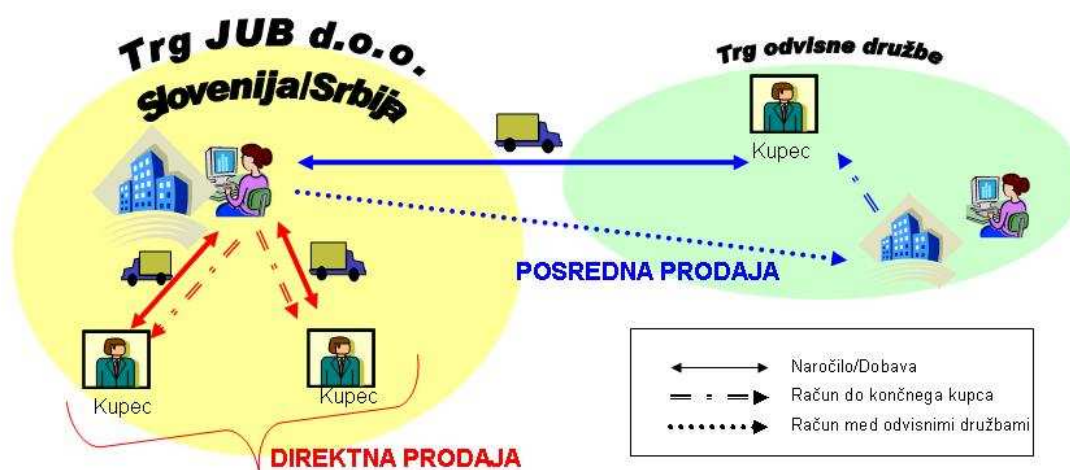 Trg JUB d.o.o.
Slovenija/Srbija
Trg odvisne družbe
Kupec
POSREDNA PRODAJA
Kupec
Kupec
DIREKTNA PRODAJA
Naročilo/Dobava
Račun do končnega kupca
Račun med odvisnimi družbami